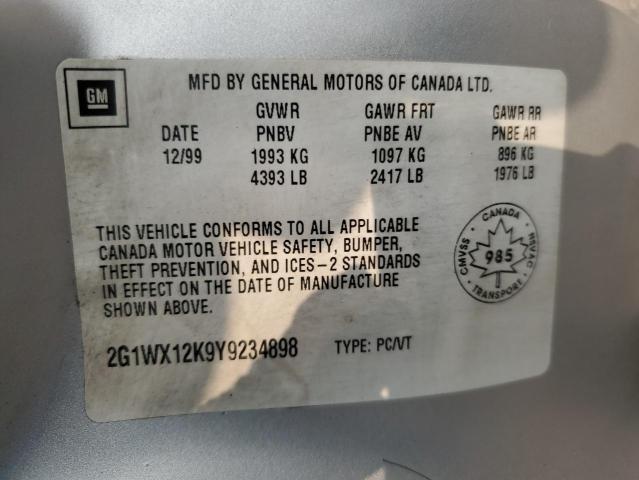 GM
MFD BY GENERAL MOTORS OF CANADA LTD.
GVWR GAWR FRT GAWR RR
DATE PNBV PNBE AV PNBE AR
12/99 1993 KG 1097 KG 896 KG
4393 LB 2417 LB 1976 LB
THIS VEHICLE CONFORMS TO ALL APPLICABLE
CANADA MOTOR VEHICLE SAFETY, BUMPER,
THEFT PREVENTION, AND ICES-2 STANDARDS
IN EFFECT ON THE DATE OF MANUFACTURE
SHOWN ABOVE.
CANADA
CMVSS 985 NSVAC
TRANSPORT
2G1WX12K9Y9234898 TYPE: PC/VT